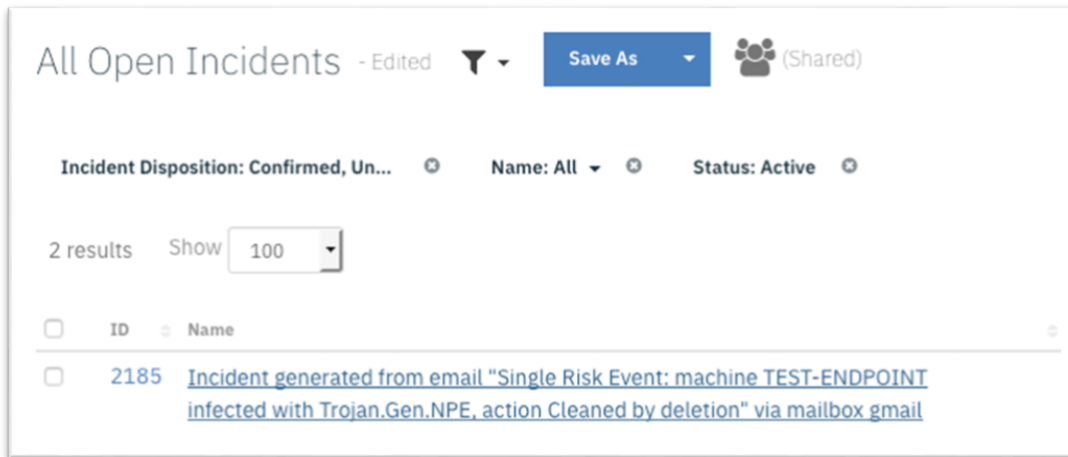 All Open Incidents - Edited Save As (Shared)
Incident Disposition: Confirmed, Un... Name: All Status: Active
2 results Show 100
ID Name
2185 Incident generated from email "Single Risk Event: machine TEST-ENDPOINT
infected with Trojan.Gen.NPE, action Cleaned by deletion" via mailbox gmail